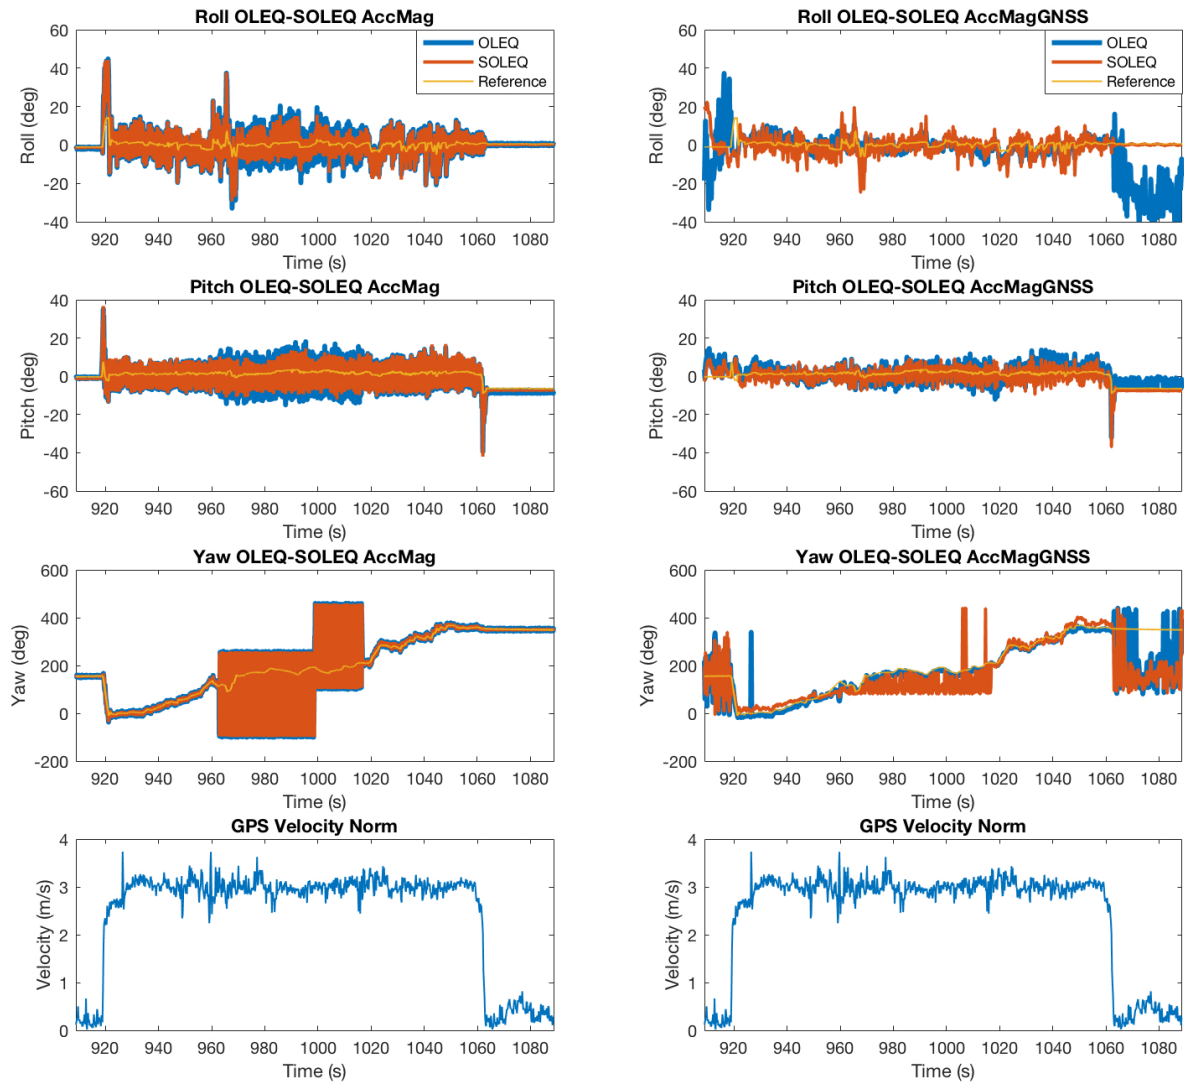 Roll OLEQ-SOLEQ AccMag
60
40
20
0
-20
-40
Roll (deg)
OLEQ
SOLEQ
Reference
920 940 960 980 1000 1020 1040 1060 1080
Time (s)
Roll OLEQ-SOLEQ AccMagGNSS
60
40
20
0
-20
-40
Roll (deg)
OLEQ
SOLEQ
Reference
920 940 960 980 1000 1020 1040 1060 1080
Time (s)
Pitch OLEQ-SOLEQ AccMag
40
20
0
-20
-40
-60
Pitch (deg)
920 940 960 980 1000 1020 1040 1060 1080
Time (s)
Pitch OLEQ-SOLEQ AccMagGNSS
40
20
0
-20
-40
-60
Pitch (deg)
920 940 960 980 1000 1020 1040 1060 1080
Time (s)
Yaw OLEQ-SOLEQ AccMag
600
400
200
0
-200
Yaw (deg)
920 940 960 980 1000 1020 1040 1060 1080
Time (s)
Yaw OLEQ-SOLEQ AccMagGNSS
600
400
200
0
-200
Yaw (deg)
920 940 960 980 1000 1020 1040 1060 1080
Time (s)
GPS Velocity Norm
4
3
2
1
0
Velocity (m/s)
920 940 960 980 1000 1020 1040 1060 1080
Time (s)
GPS Velocity Norm
4
3
2
1
0
Velocity (m/s)
920 940 960 980 1000 1020 1040 1060 1080
Time (s)